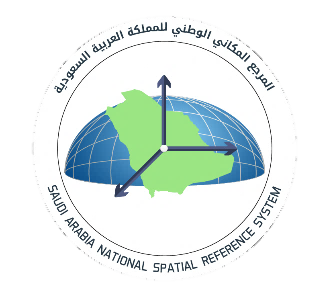 المرجع المكاني الوطني للمملكة العربية السعودية
SAUDI ARABIA NATIONAL SPATIAL REFERENCE SYSTEM